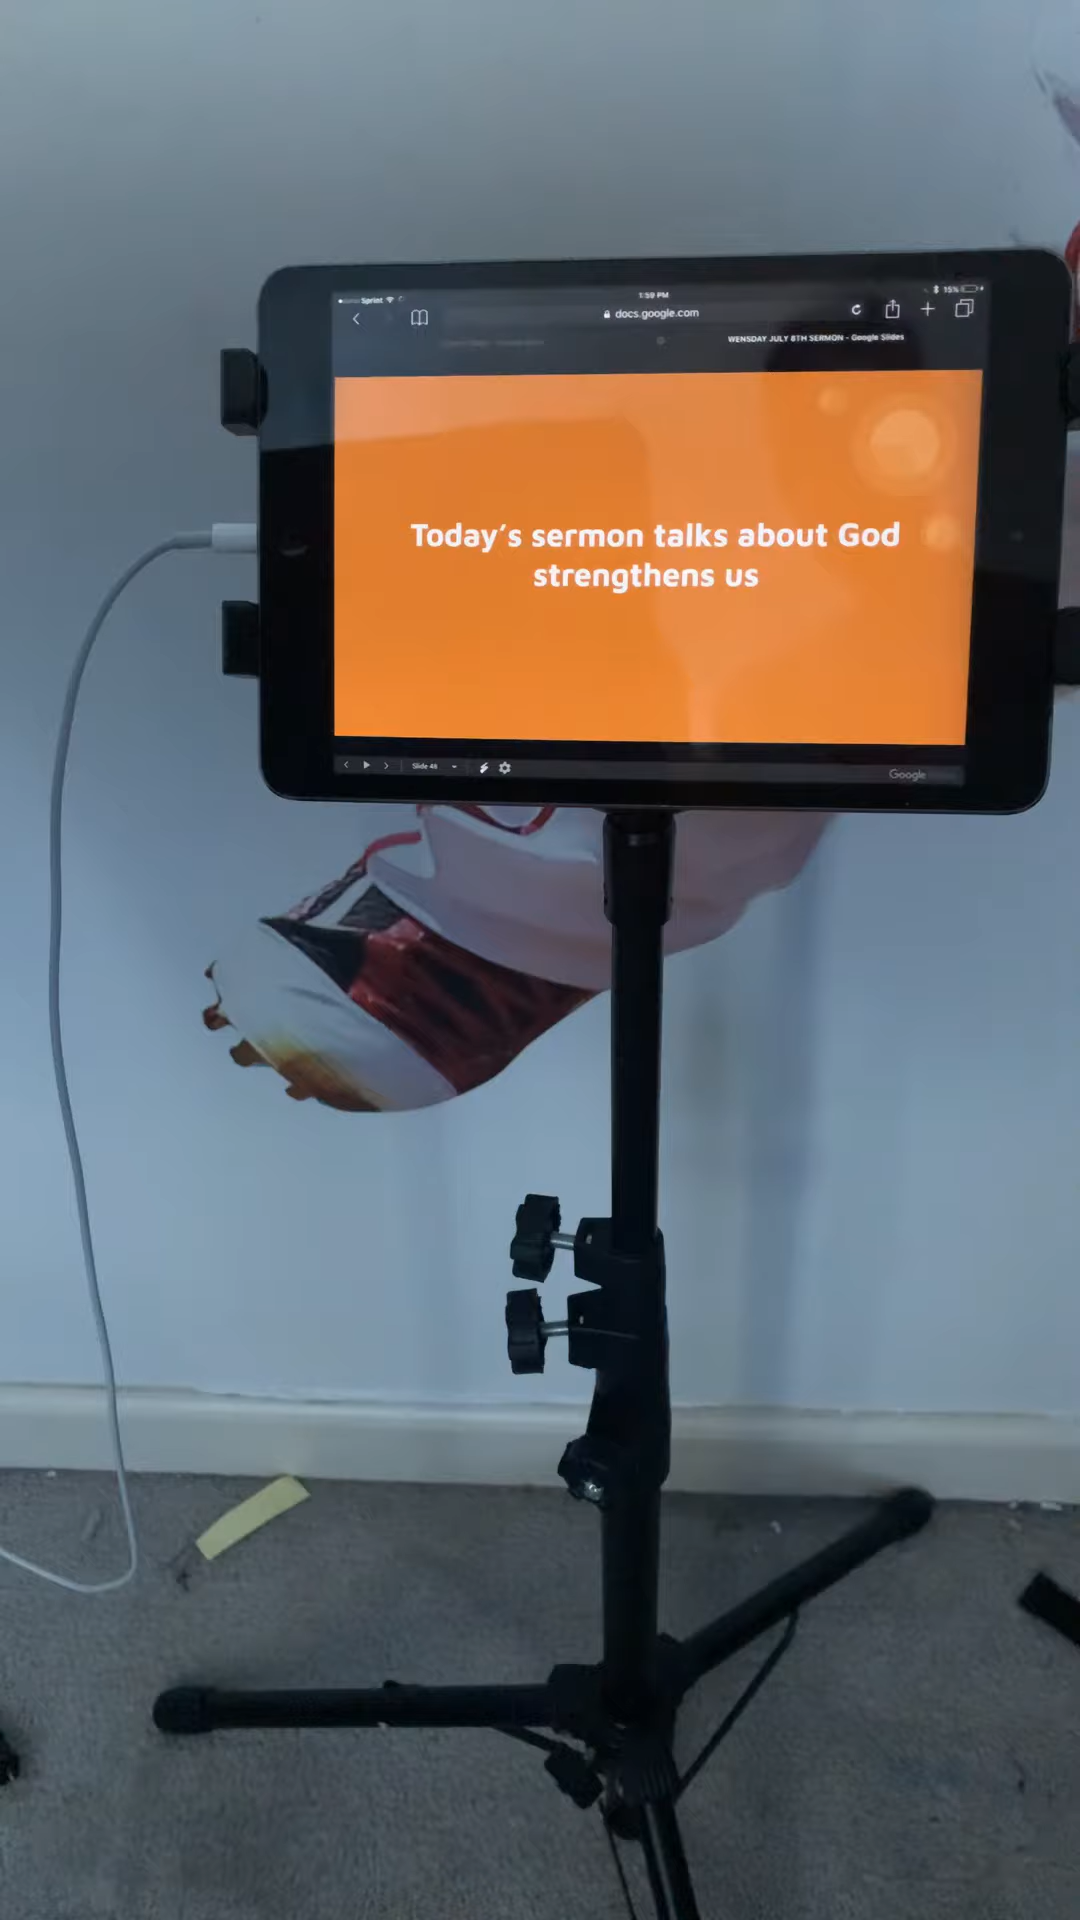 Sprint
1:59 PM
15%
docs.google.com
WENSDAY JULY 8TH SERMON - Google Slides
Today's sermon talks about God
strengthens us
Slide 48
Google